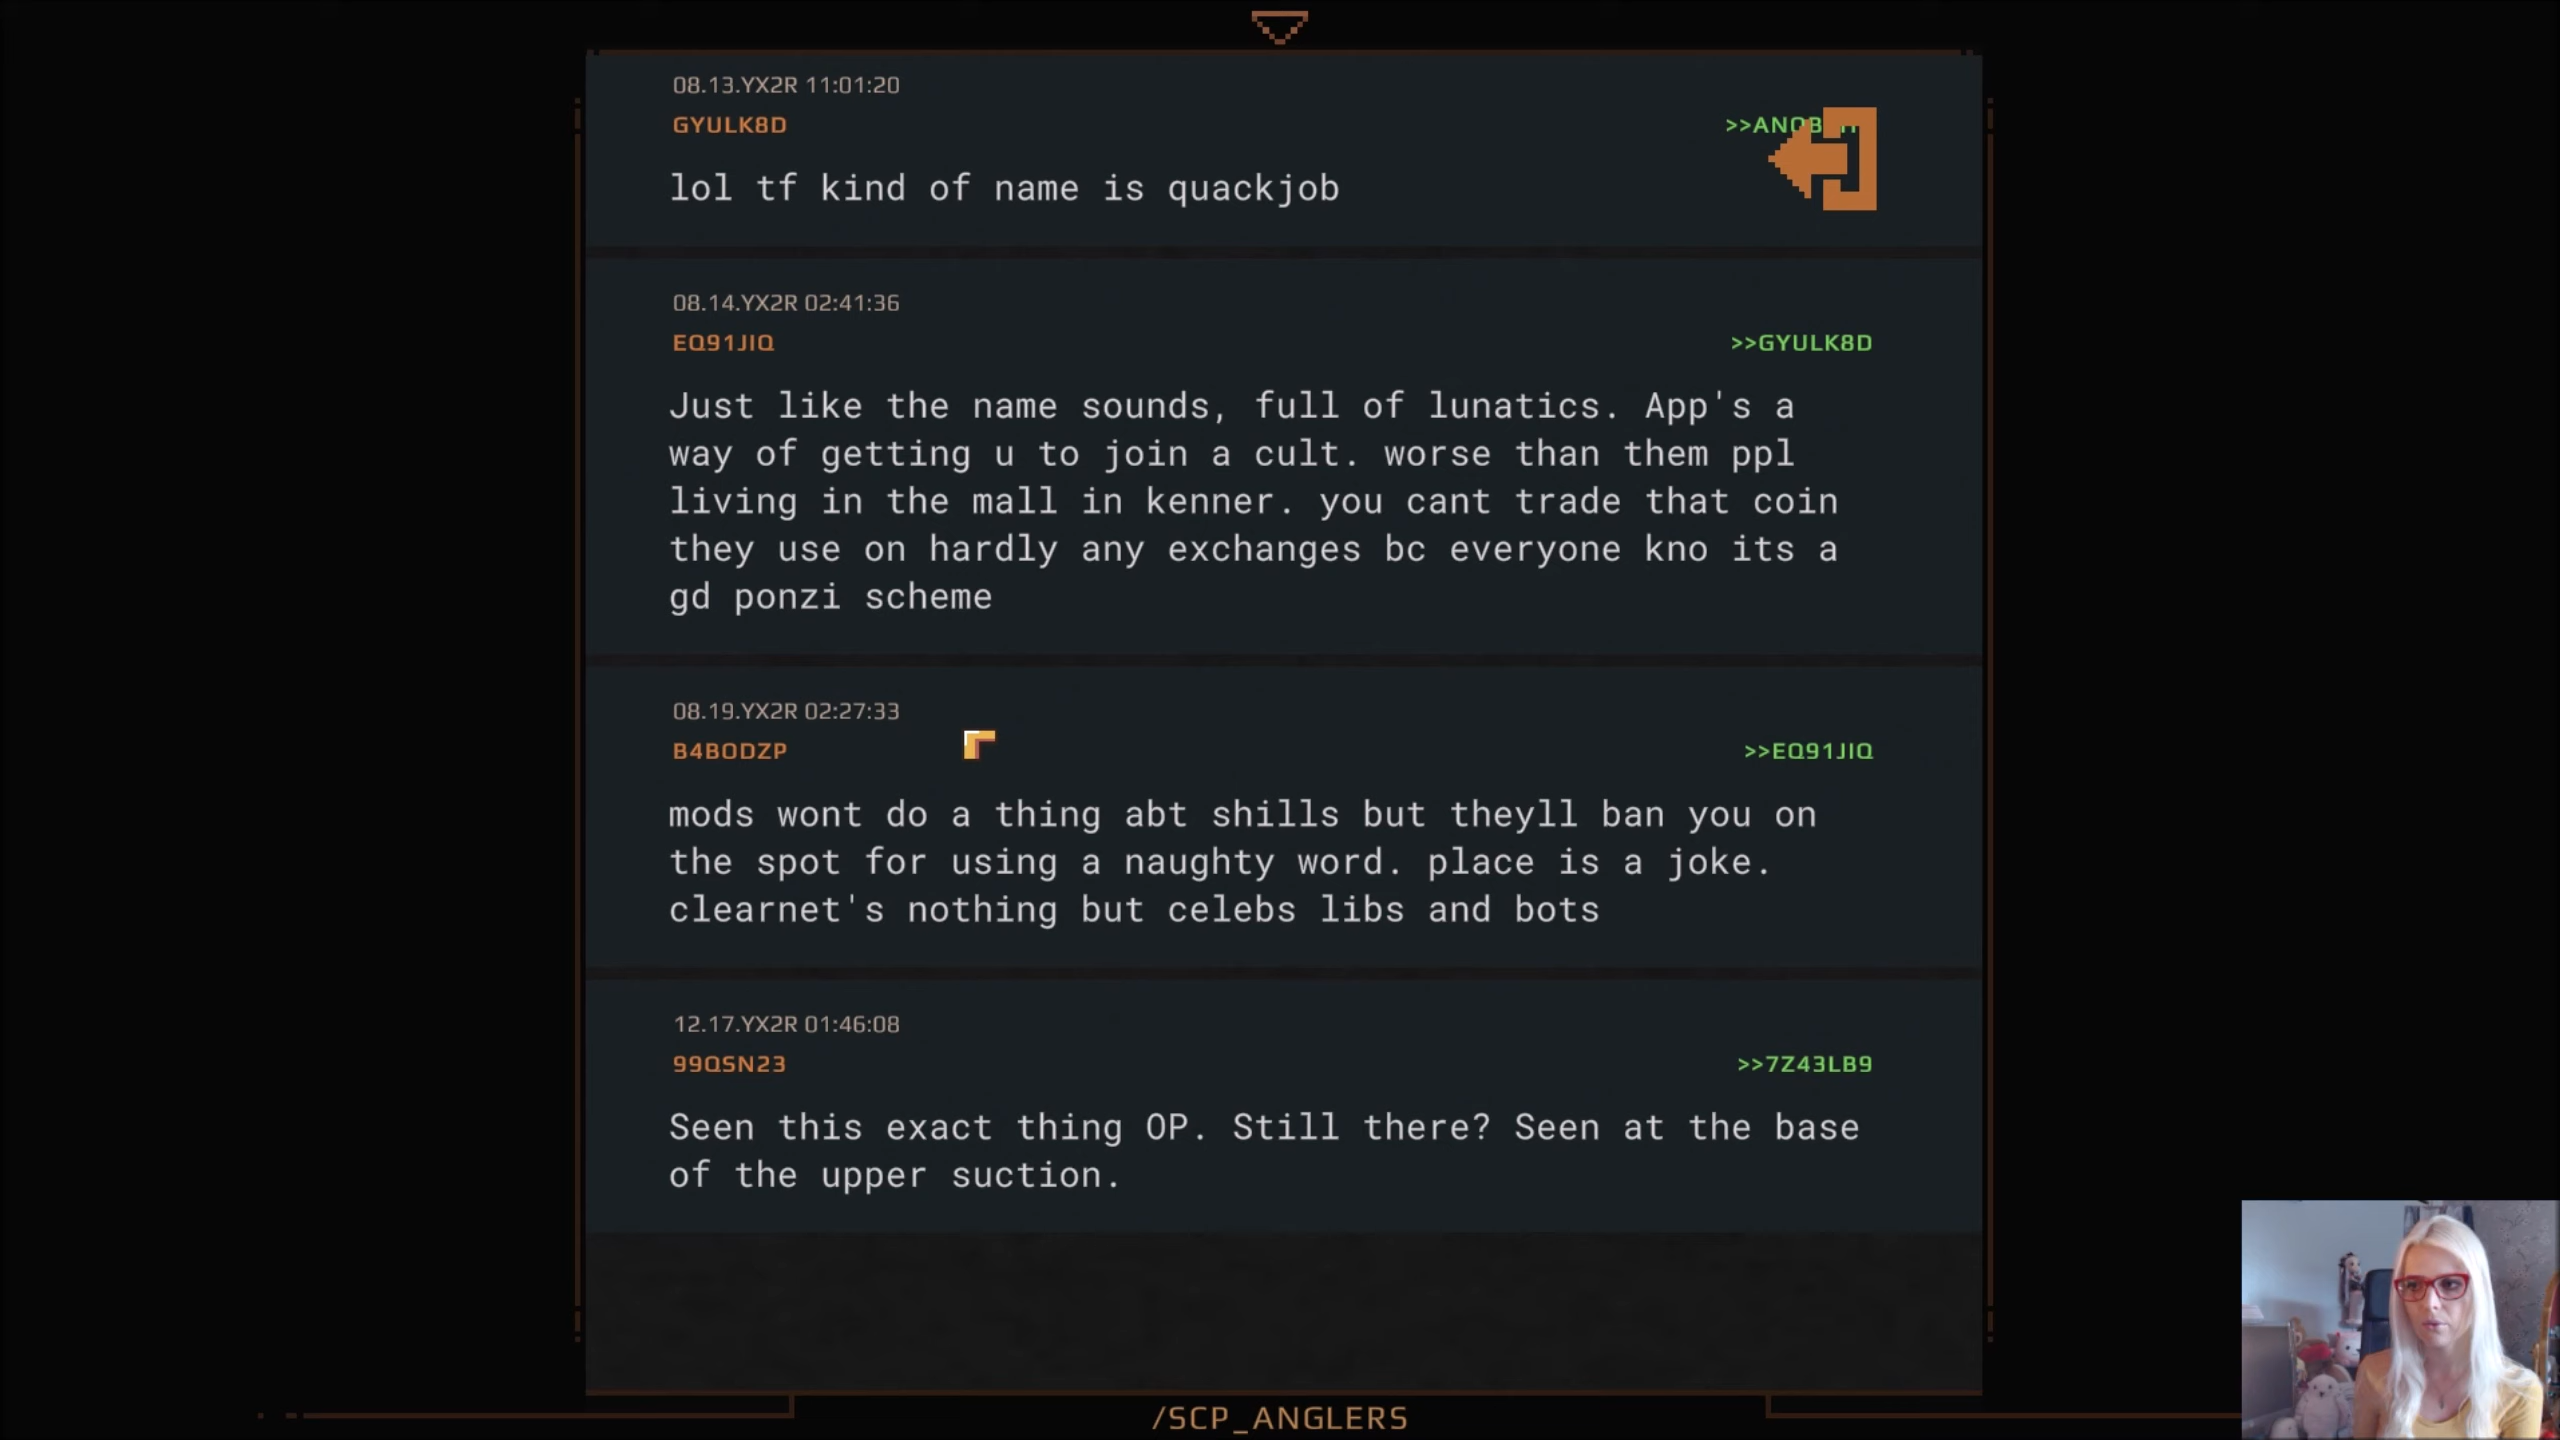 08.13.YX2R 11:01:20
GYULK8D
lol tf kind of name is quackjob
08.14.YX2R 02:41:36
EQ91JIQ >>GYULK8D
Just like the name sounds, full of lunatics. App's a
way of getting u to join a cult. worse than them ppl
living in the mall in kenner. you cant trade that coin
they use on hardly any exchanges bc everyone kno its a
gd ponzi scheme
08.19.YX2R 02:27:33
B4BODZP >>EQ91JIQ
mods wont do a thing abt shills but theyll ban you on
the spot for using a naughty word. place is a joke.
clearnet's nothing but celebs libs and bots
12.17.YX2R 01:46:08
99QSN23 >>7Z43LB9
Seen this exact thing OP. Still there? Seen at the base
of the upper suction.
/SCP_ANGLERS